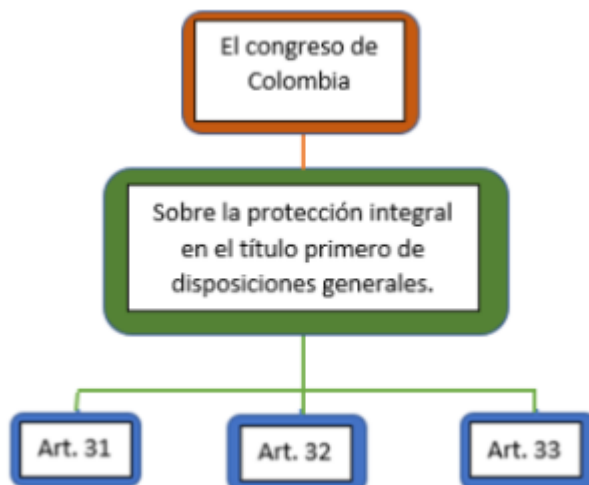 El congreso de
Colombia
Sobre la protección integral
en el título primero de
disposiciones generales.
Art. 31
Art. 32
Art. 33